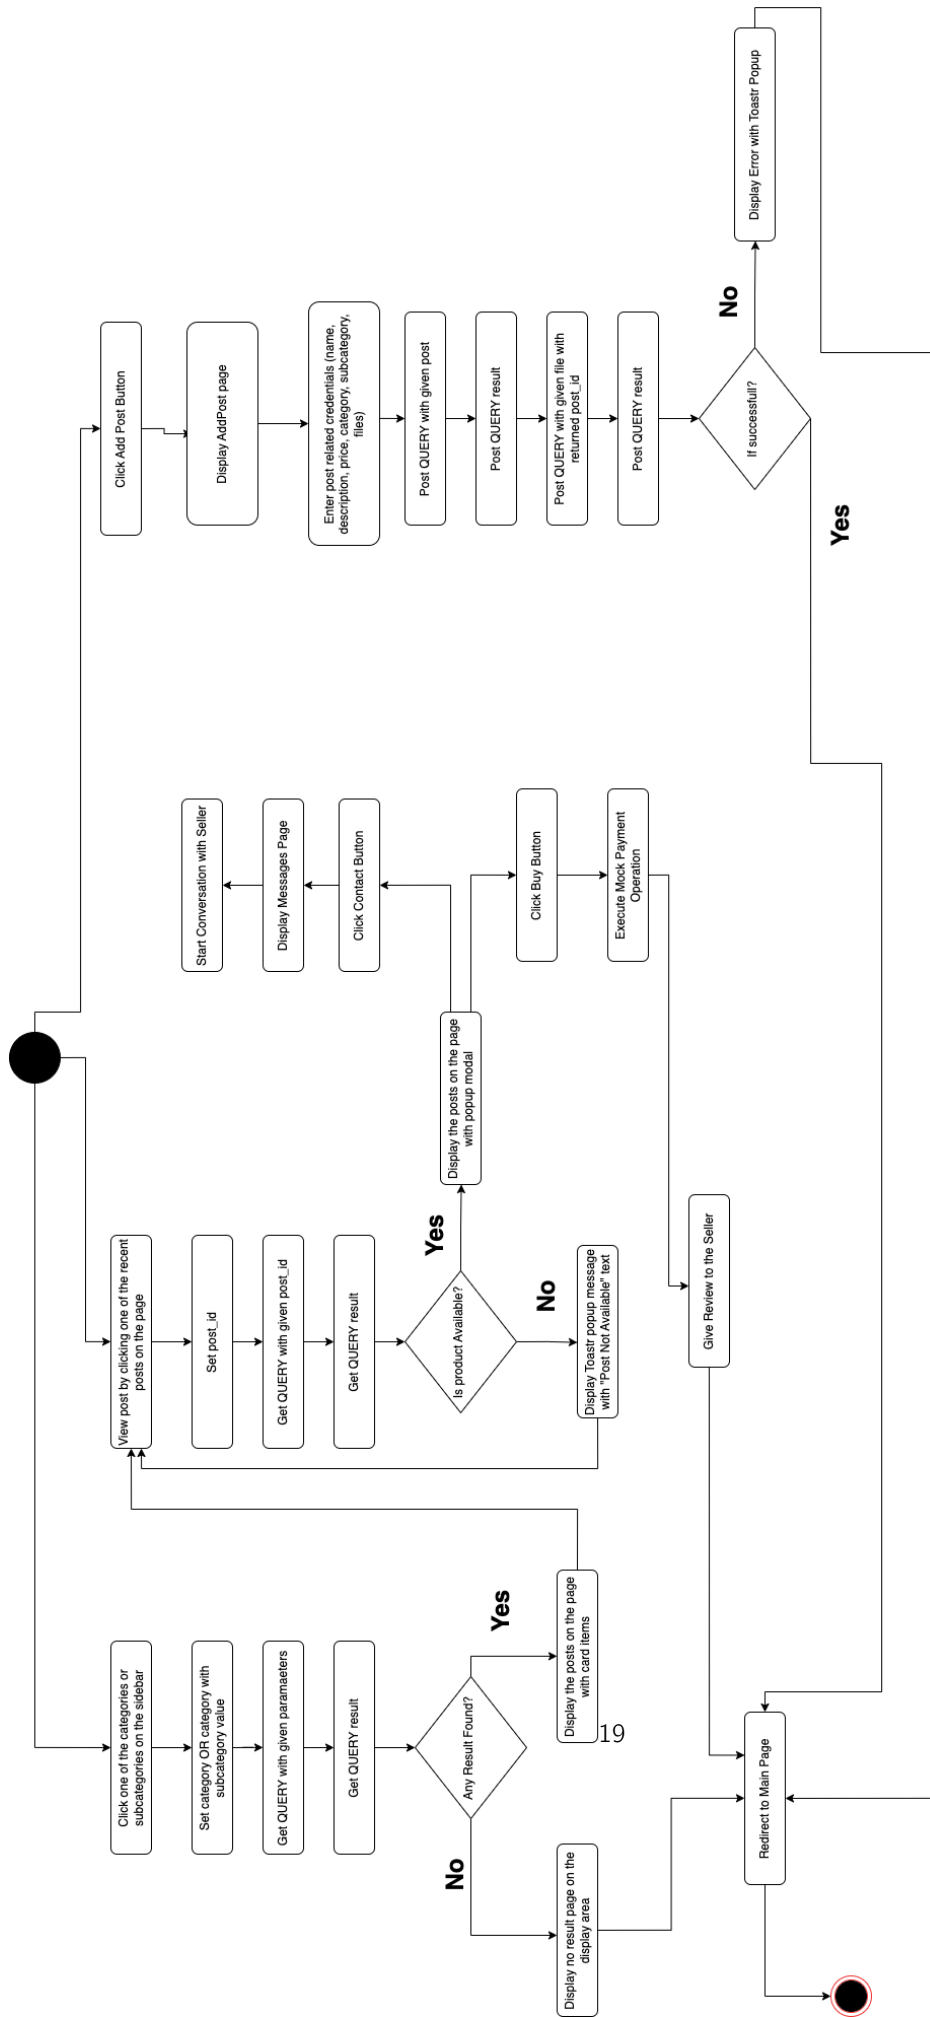 Click one of the categories or
subcategories on the sidebar
Set category OR category with
subcategory value
Get QUERY with given paramaeters
Get QUERY result
Any Result Found?
No
Yes
Display no result page on the
display area
Display the posts on the page
with card items
19
View post by clicking one of the recent
posts on the page
Set post_id
Get QUERY with given post_id
Get QUERY result
Is product Available?
Yes
No
Display Toastr popup message
with "Post Not Available" text
Display the posts on the page
with popup modal
Click Contact Button
Display Messages Page
Start Conversation with Seller
Click Buy Button
Execute Mock Payment
Operation
Give Review to the Seller
Click Add Post Button
Display AddPost page
Enter post related credentials (name,
description, price, category, subcategory,
files)
Post QUERY with given post
Post QUERY result
Post QUERY with given file with
returned post_id
Post QUERY result
If successfull?
No
Yes
Display Error with Toastr Popup
Redirect to Main Page